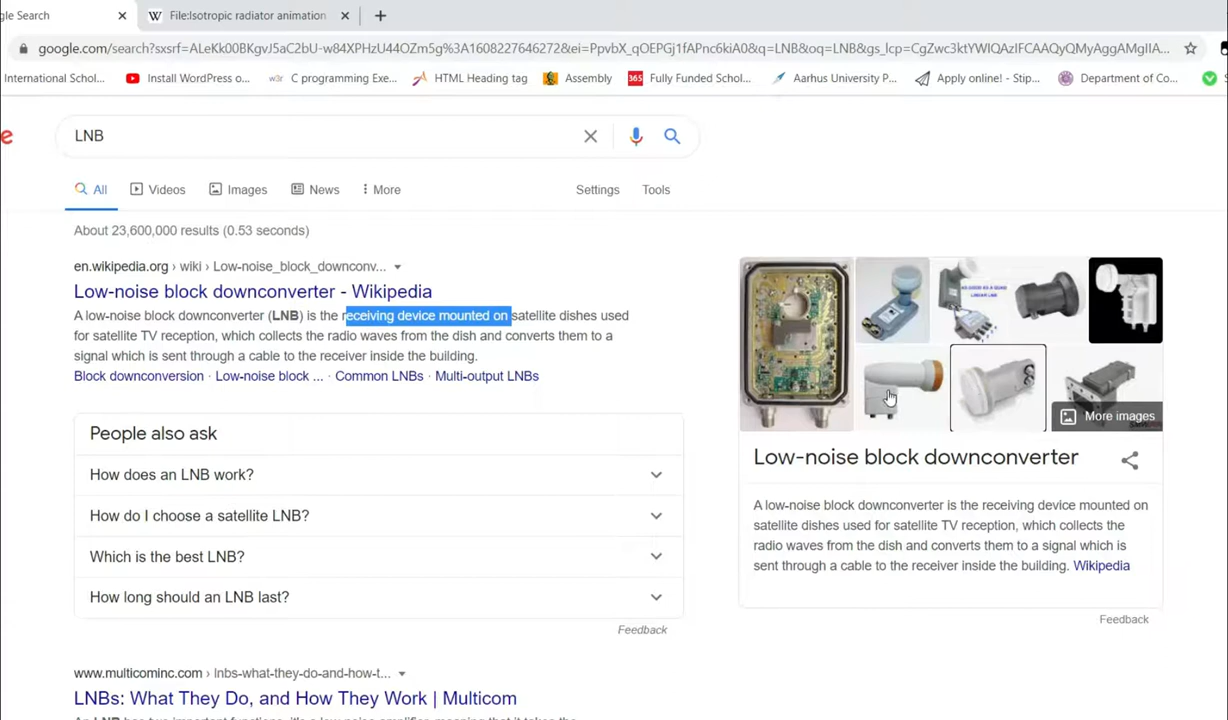 gle Search
W File:Isotropic radiator animation
google.com/search?sxsrf=ALeKk00BKgvJ5aC2bU-w84XPHzU44OZm5g%3A1608227646272&ei=PpvbX_qOEPGj1fAPnc6kiA0&q=LNB&oq=LNB&gs_lcp=CgZwc3ktYWIQAzIFCAAQyQMyAggAMgIIA...
International Schol...
Install WordPress o...
C programming Exe...
HTML Heading tag
Assembly
365 Fully Funded Schol...
Aarhus University P...
Apply online! - Stip...
Department of Co...
e
LNB
All
Videos
Images
News
More
Settings
Tools
About 23,600,000 results (0.53 seconds)
en.wikipedia.org › wiki › Low-noise_block_downconv...
Low-noise block downconverter - Wikipedia
A low-noise block downconverter (LNB) is the receiving device mounted on satellite dishes used
for satellite TV reception, which collects the radio waves from the dish and converts them to a
signal which is sent through a cable to the receiver inside the building.
Block downconversion · Low-noise block ... · Common LNBs · Multi-output LNBs
People also ask
How does an LNB work?
How do I choose a satellite LNB?
Which is the best LNB?
How long should an LNB last?
Feedback
www.multicominc.com › lnbs-what-they-do-and-how-t...
LNBs: What They Do, and How They Work | Multicom
More images
Low-noise block downconverter
A low-noise block downconverter is the receiving device mounted on
satellite dishes used for satellite TV reception, which collects the
radio waves from the dish and converts them to a signal which is
sent through a cable to the receiver inside the building. Wikipedia
Feedback